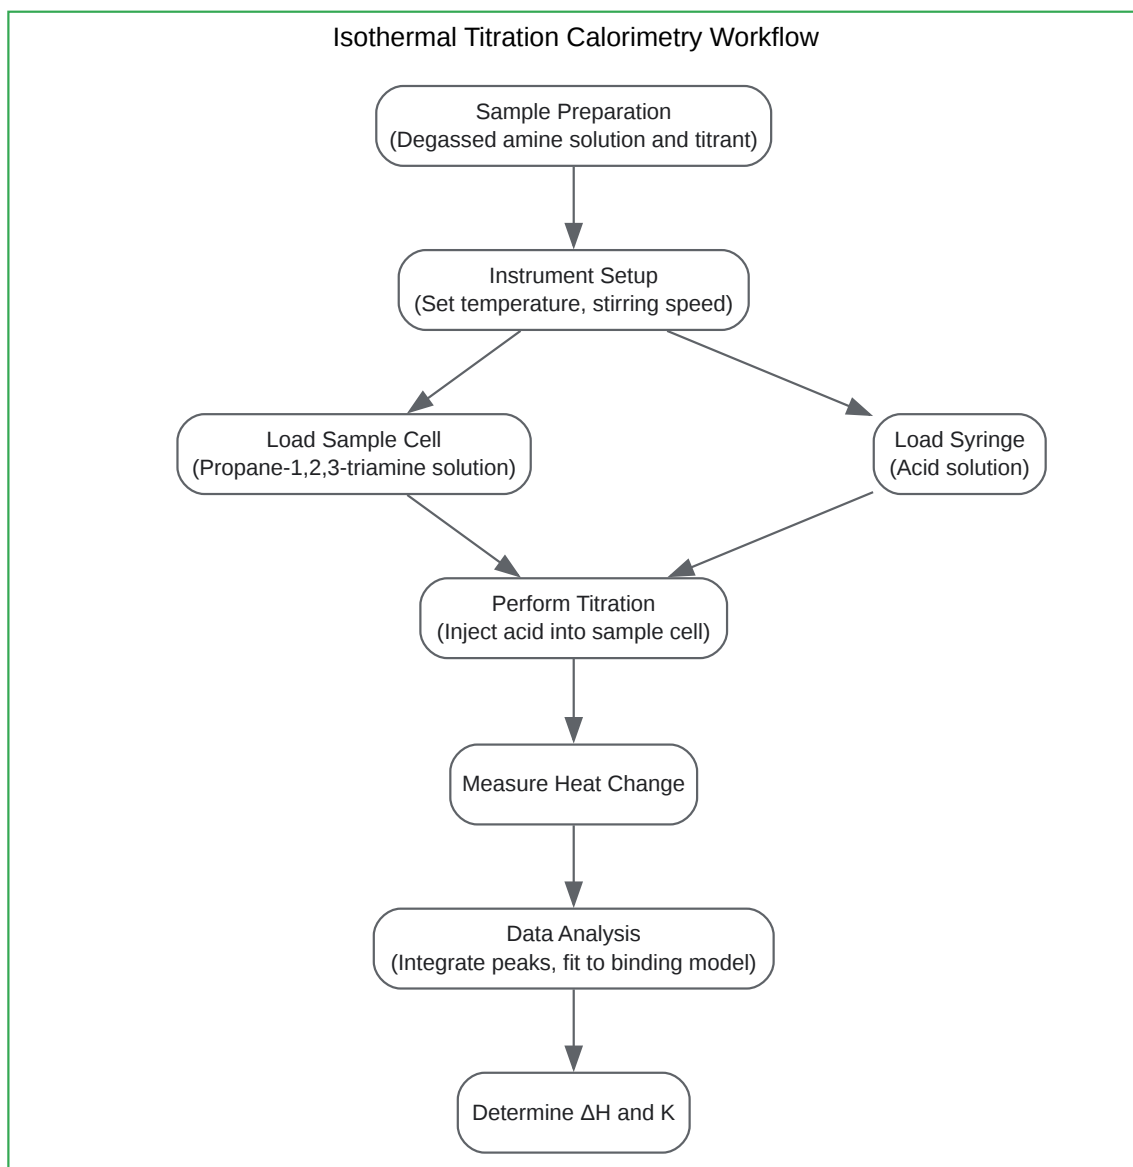 Isothermal Titration Calorimetry Workflow
Sample Preparation
(Degassed amine solution and titrant)
Instrument Setup
(Set temperature, stirring speed)
Load Sample Cell
(Propane-1,2,3-triamine solution)
Load Syringe
(Acid solution)
Perform Titration
(Inject acid into sample cell)
Measure Heat Change
Data Analysis
(Integrate peaks, fit to binding model)
Determine ΔH and K